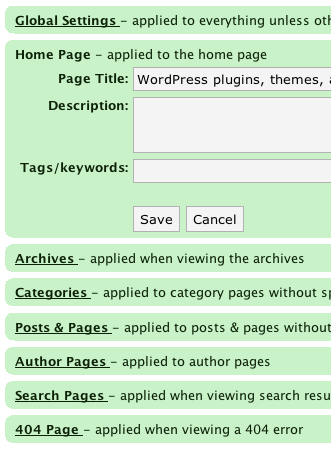 Global Settings – applied to everything unless
Home Page – applied to the home page
Page Title: WordPress plugins, themes,
Description:
Tags/keywords:
Save Cancel
Archives – applied when viewing the archives
Categories – applied to category pages without
Posts & Pages – applied to posts & pages without
Author Pages – applied to author pages
Search Pages – applied when viewing search
404 Page – applied when viewing a 404 error